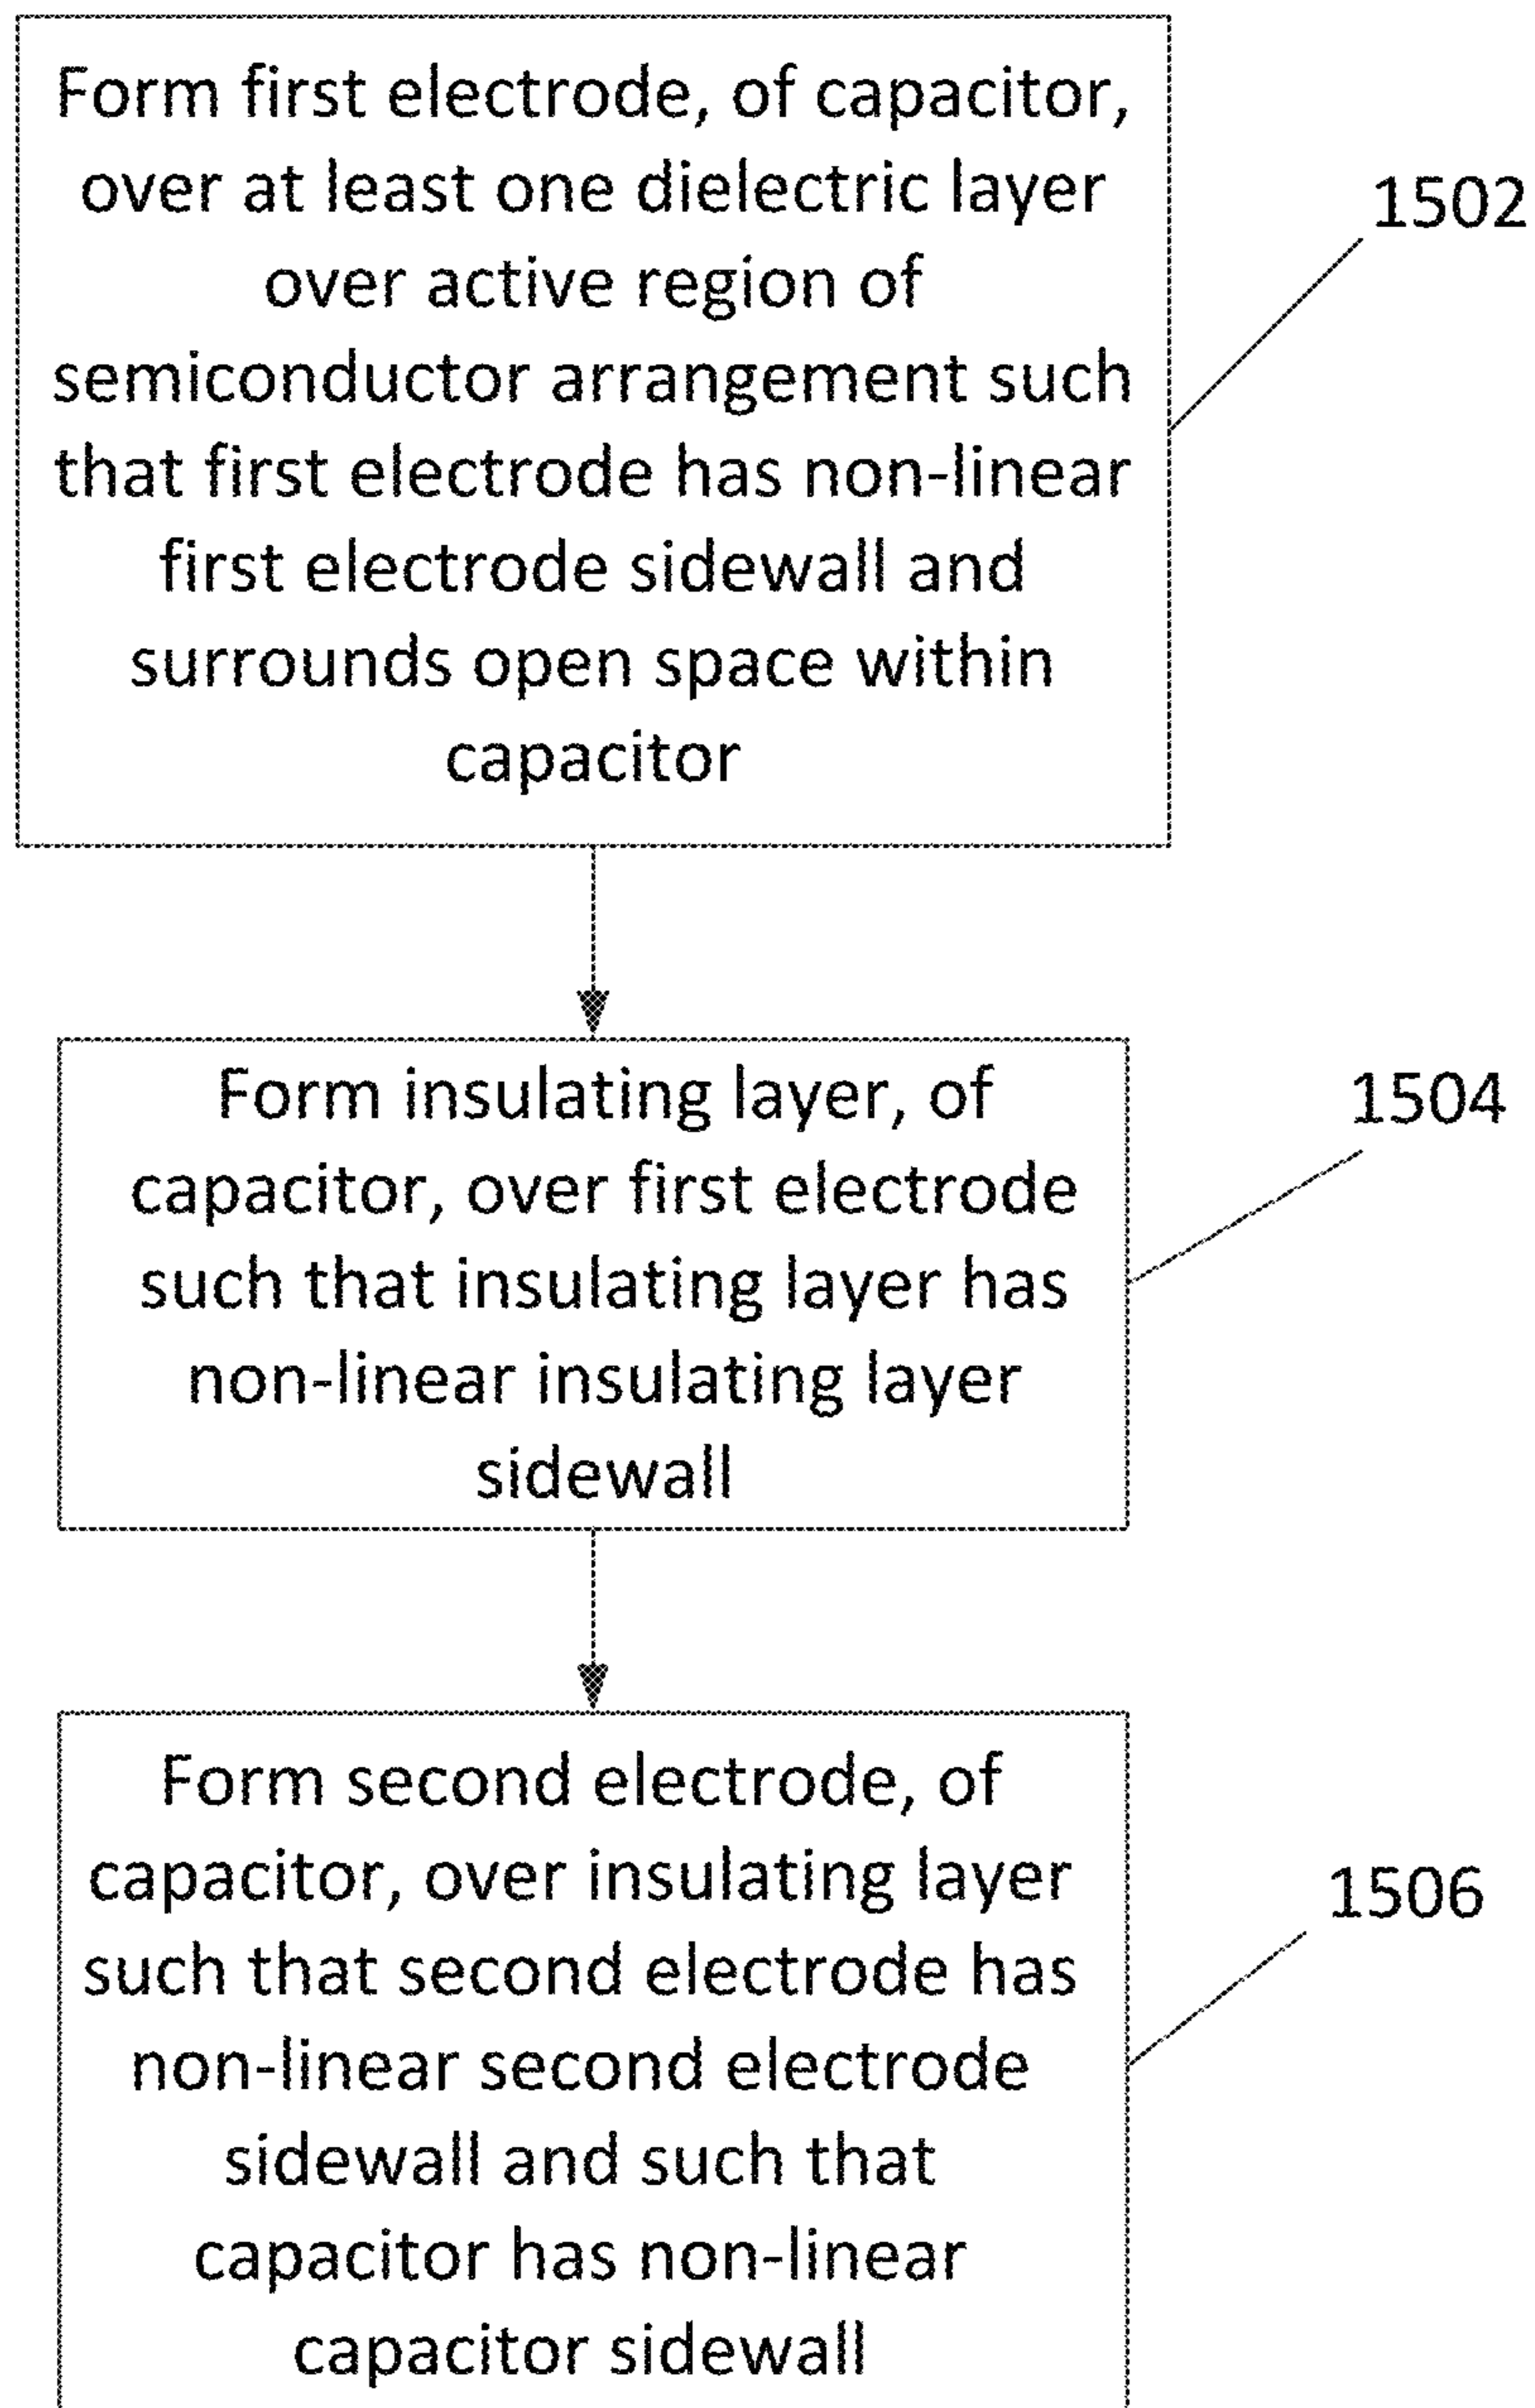 Form first electrode, of capacitor,
over at least one dielectric layer
over active region of
semiconductor arrangement such
that first electrode has non-linear
first electrode sidewall and
surrounds open space within
capacitor
1502
Form insulating layer, of
capacitor, over first electrode
such that insulating layer has
non-linear insulating layer
sidewall
1504
Form second electrode, of
capacitor, over insulating layer
such that second electrode has
non-linear second electrode
sidewall and such that
capacitor has non-linear
capacitor sidewall
1506